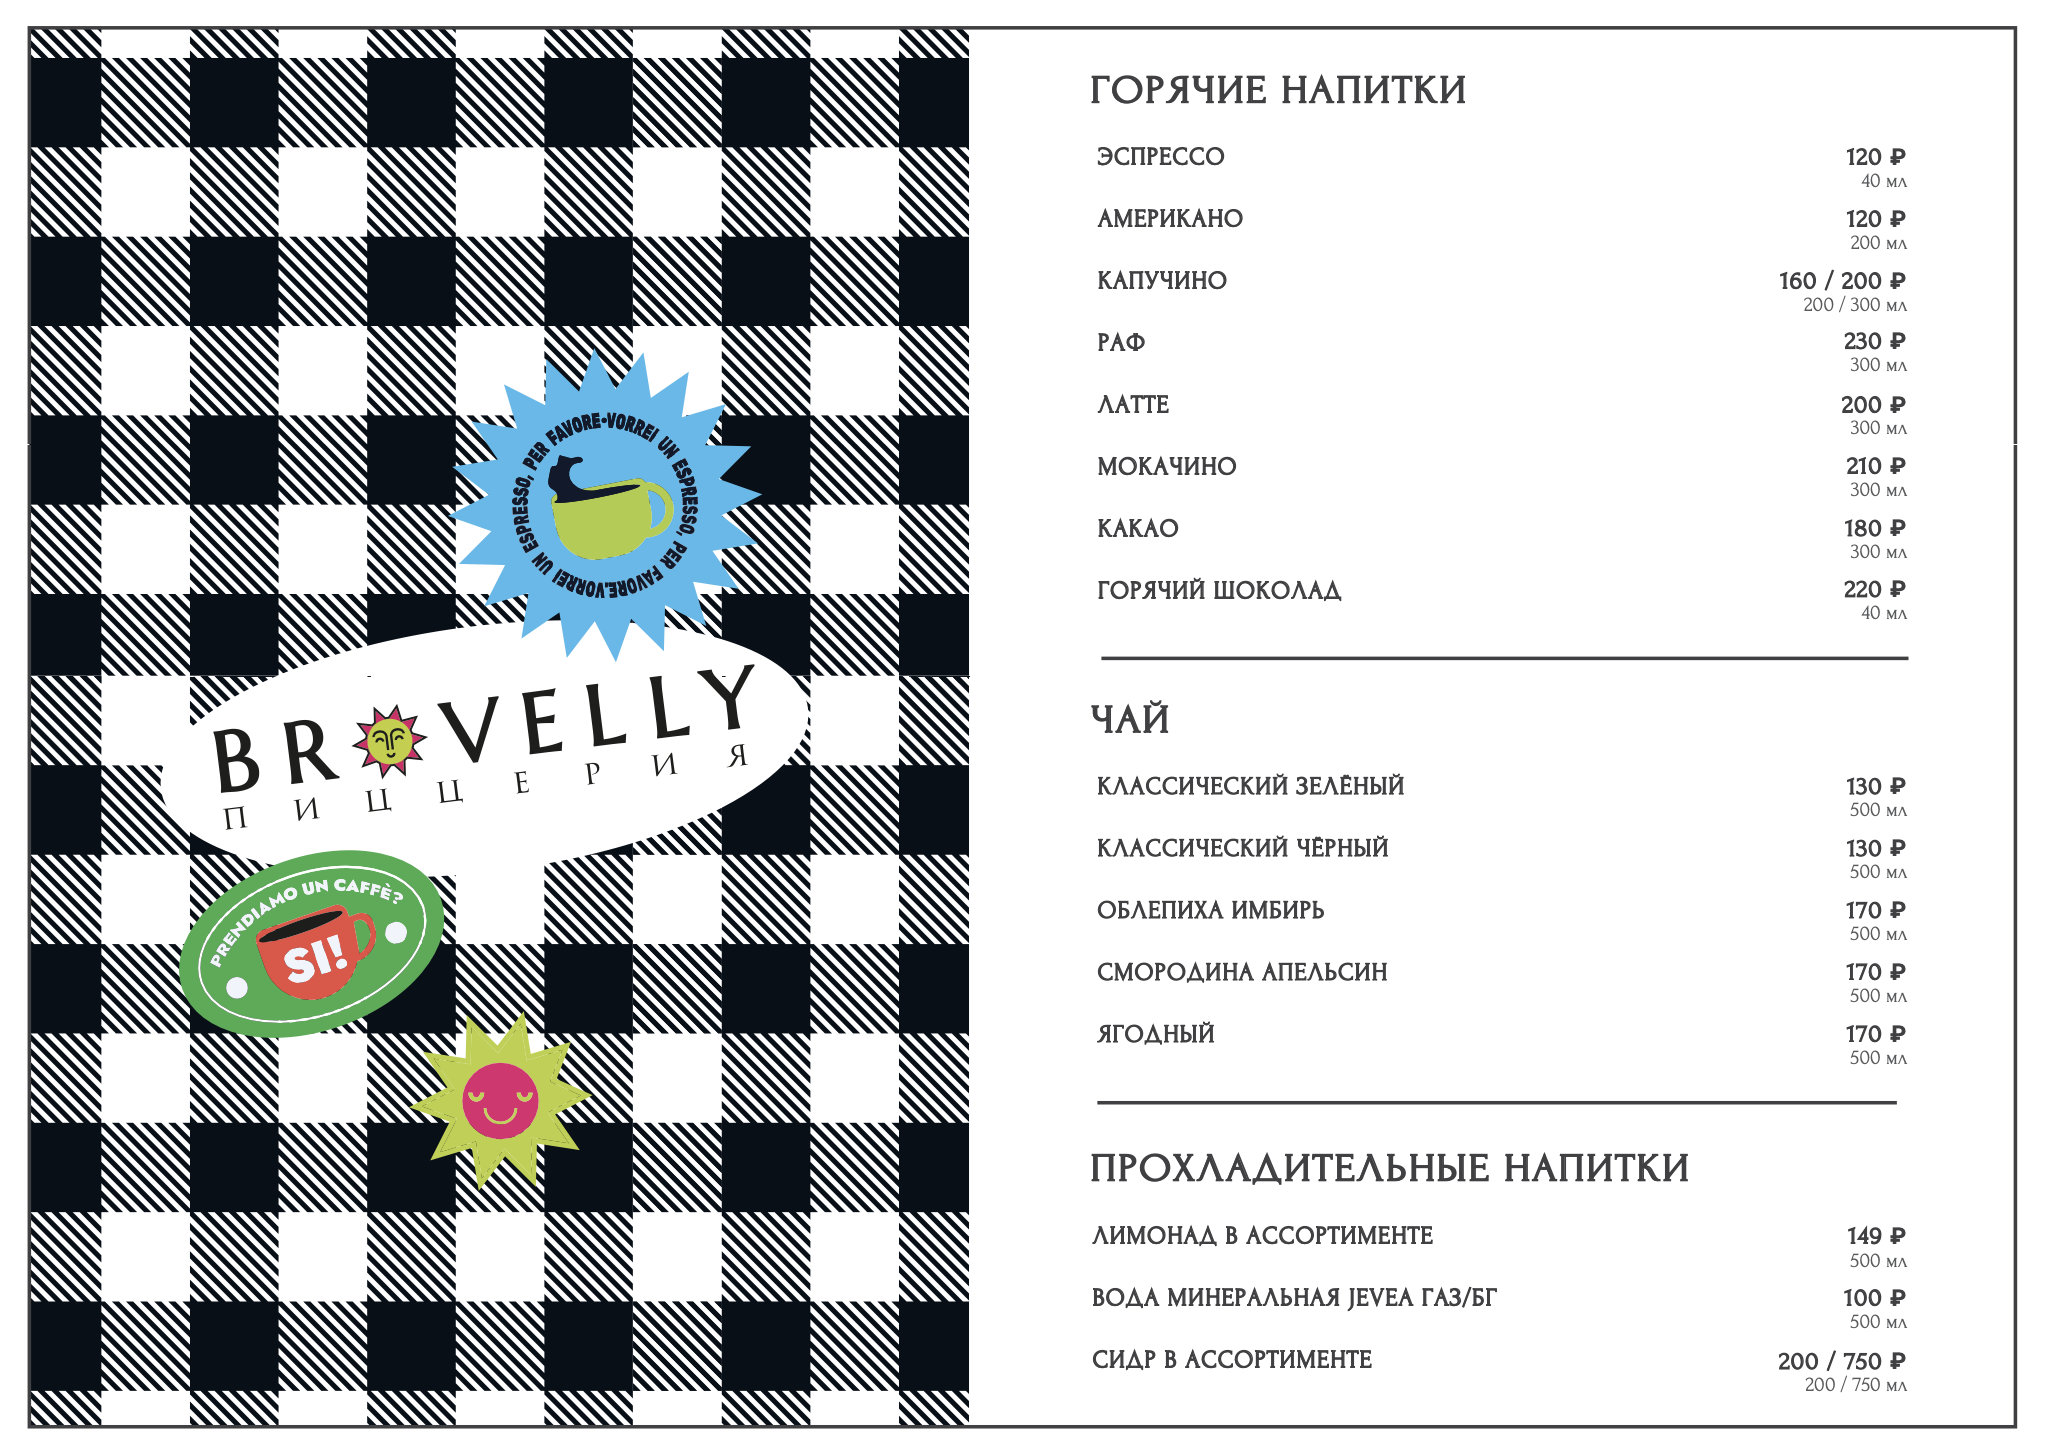 VORREI UN ESPRESSO, PER FAVORE.VORREI UN ESPRESSO, PER FAVORE•
BROVELLY
ПИЦЦЕРИЯ
PRENDIAMO UN CAFFÈ?
SI!
ГОРЯЧИЕ НАПИТКИ
ЭСПРЕССО 120 ₽
40 мл
АМЕРИКАНО 120 ₽
200 мл
КАПУЧИНО 160 / 200 ₽
200 / 300 мл
РАФ 230 ₽
300 мл
ЛАТТЕ 200 ₽
300 мл
МОКАЧИНО 210 ₽
300 мл
КАКАО 180 ₽
300 мл
ГОРЯЧИЙ ШОКОЛАД 220 ₽
40 мл
ЧАЙ
КЛАССИЧЕСКИЙ ЗЕЛЁНЫЙ 130 ₽
500 мл
КЛАССИЧЕСКИЙ ЧЁРНЫЙ 130 ₽
500 мл
ОБЛЕПИХА ИМБИРЬ 170 ₽
500 мл
СМОРОДИНА АПЕЛЬСИН 170 ₽
500 мл
ЯГОДНЫЙ 170 ₽
500 мл
ПРОХЛАДИТЕЛЬНЫЕ НАПИТКИ
ЛИМОНАД В АССОРТИМЕНТЕ 149 ₽
500 мл
ВОДА МИНЕРАЛЬНАЯ JEVEA ГАЗ/БГ 100 ₽
500 мл
СИДР В АССОРТИМЕНТЕ 200 / 750 ₽
200 / 750 мл